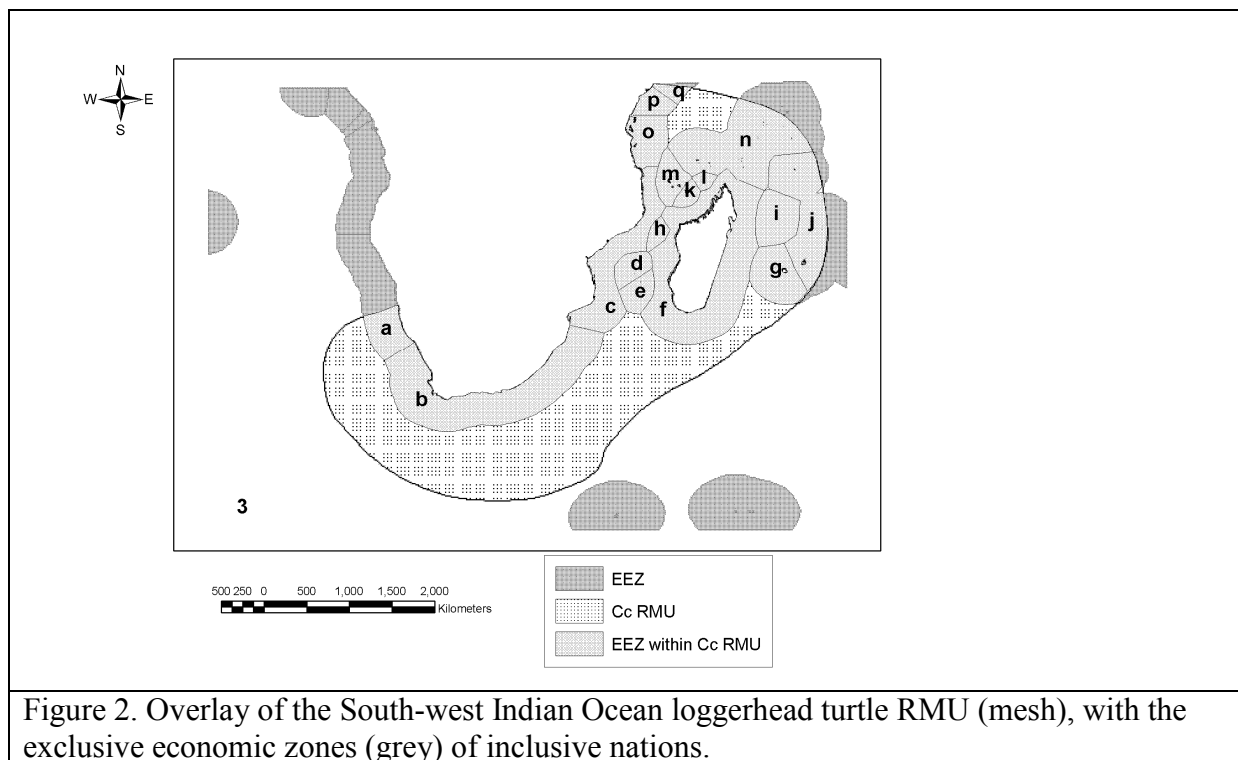 N
W E
S
p q
o n
m l
k
h i j
d g
e
c f
a
b
3
500 250 0 500 1,000 1,500 2,000
Kilometers
EEZ
Cc RMU
EEZ within Cc RMU
Figure 2. Overlay of the South-west Indian Ocean loggerhead turtle RMU (mesh), with the
exclusive economic zones (grey) of inclusive nations.